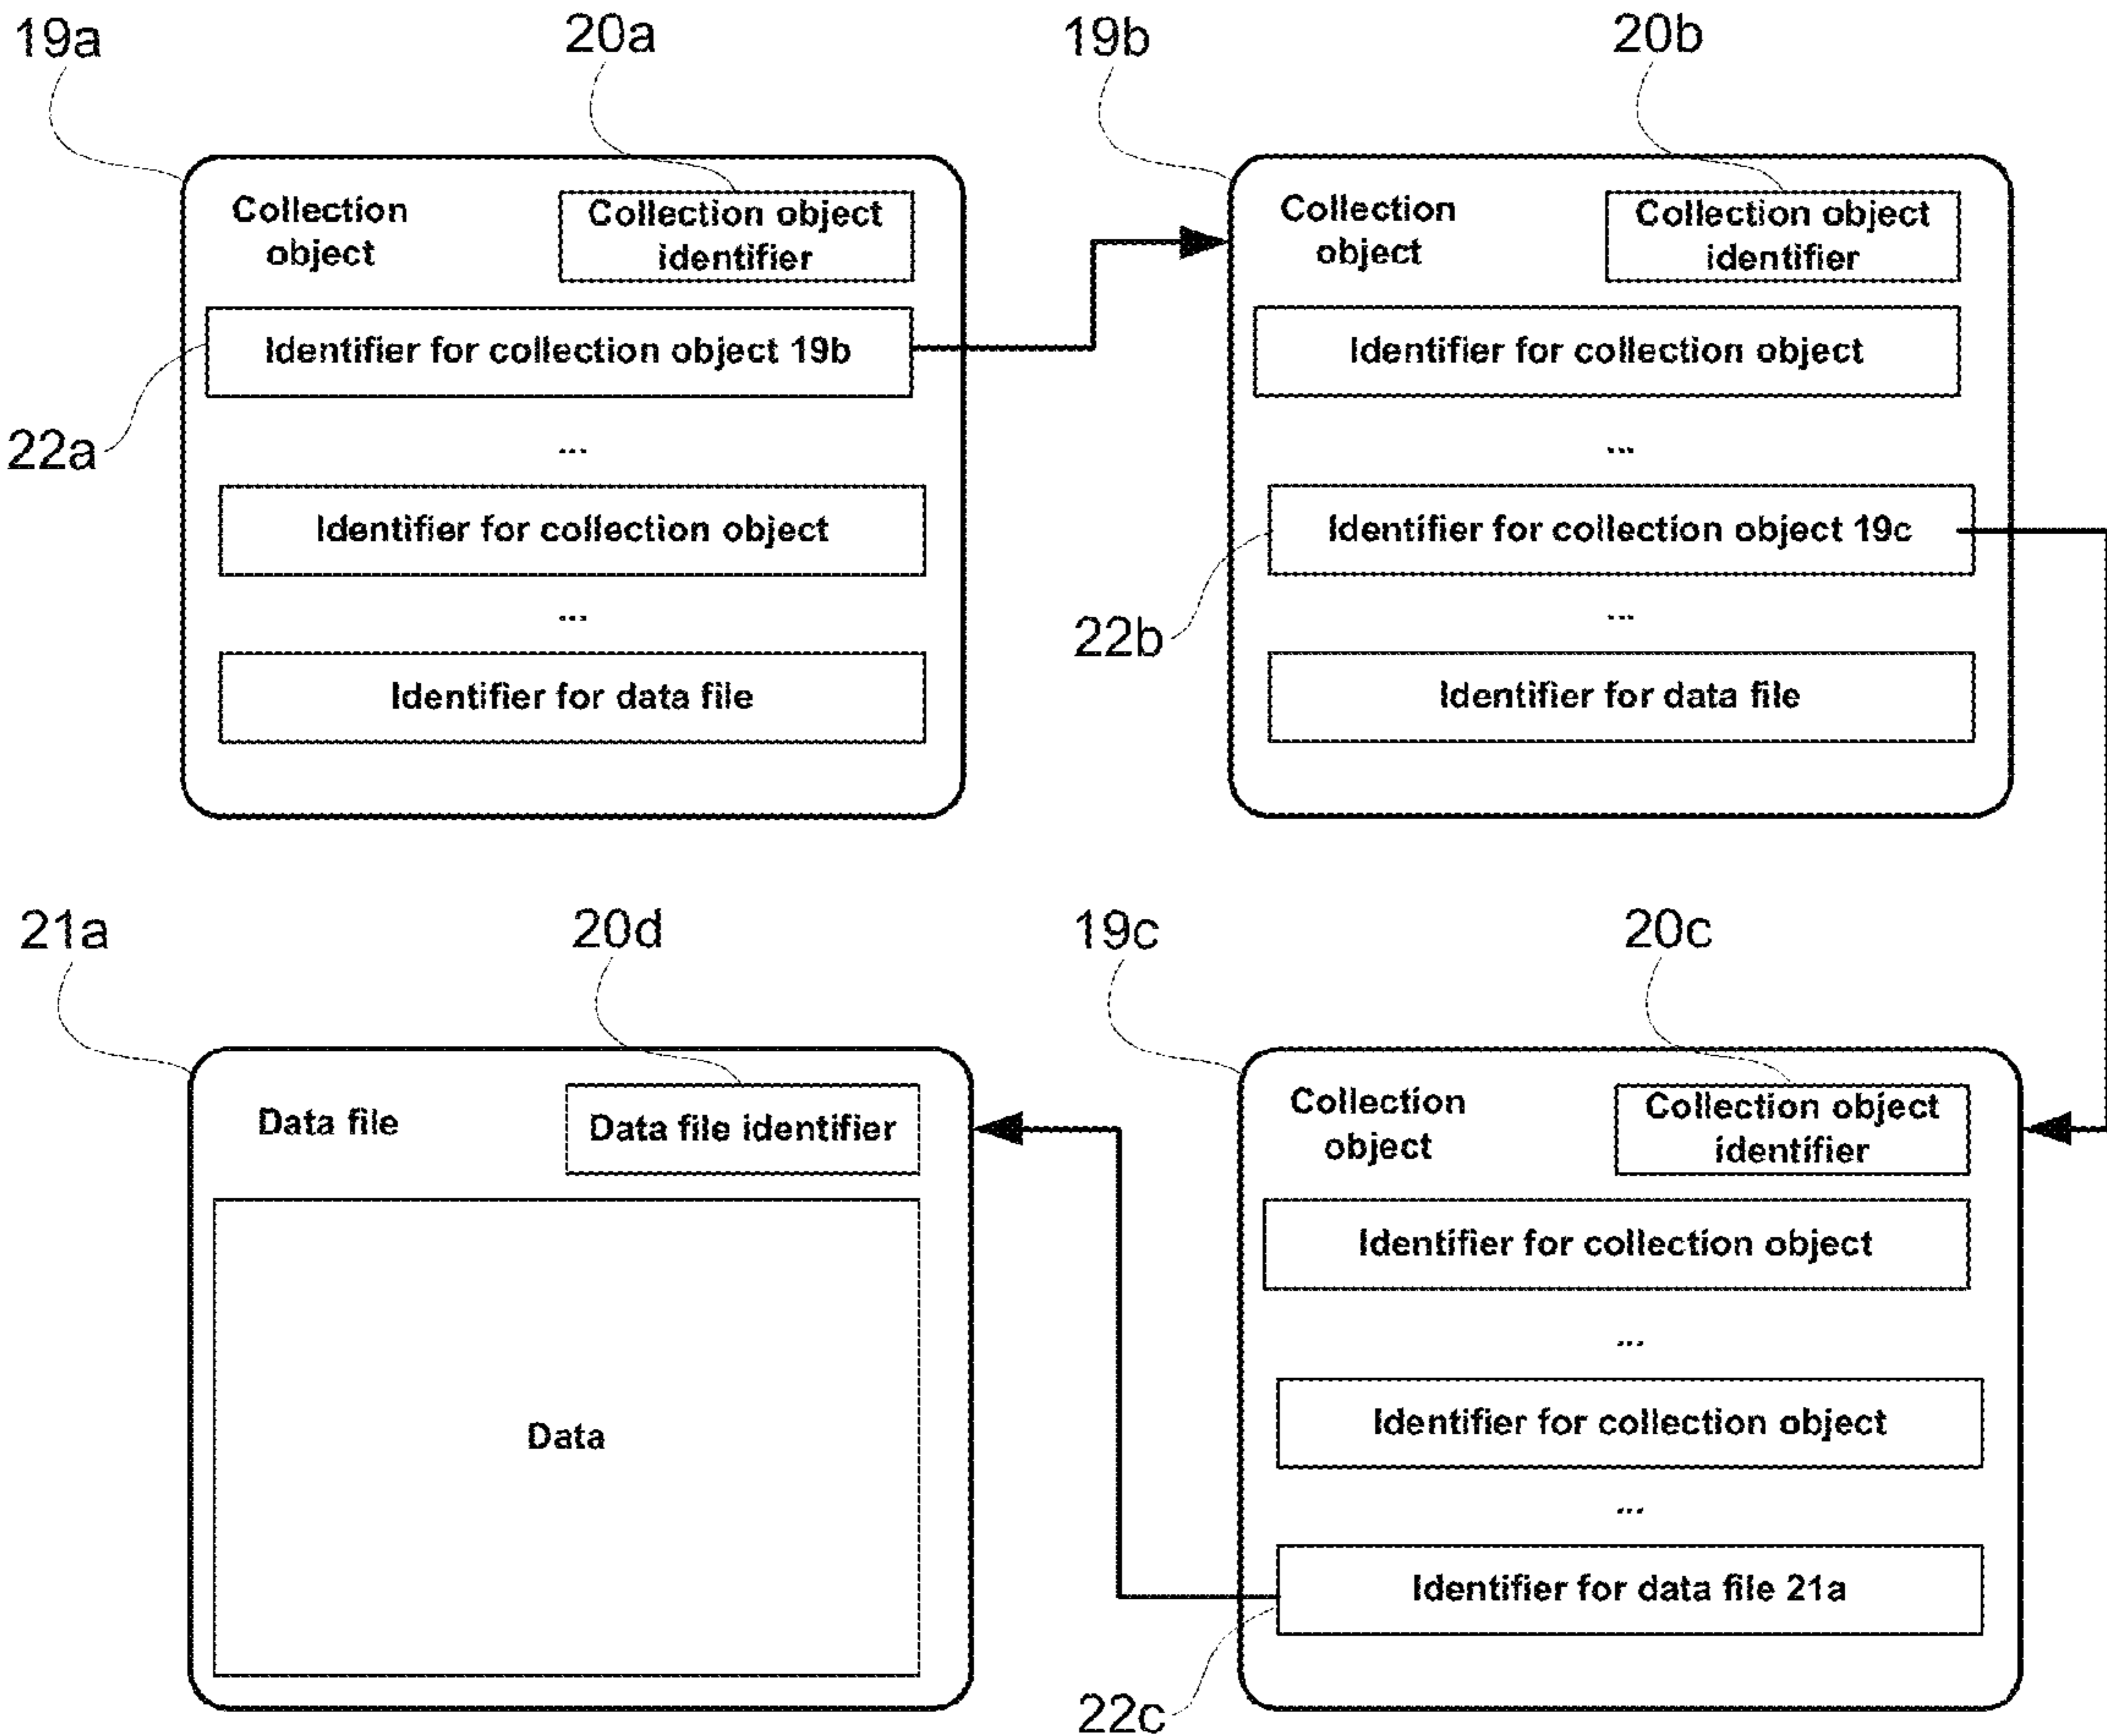 19a
20a
19b
20b
Collection
object
Collection object
identifier
Identifier for collection object 19b
22a
...
Identifier for collection object
...
Identifier for data file
Collection
object
Collection object
identifier
Identifier for collection object
...
Identifier for collection object 19c
22b
...
Identifier for data file
21a
20d
19c
20c
Data file
Data file identifier
Data
Collection
object
Collection object
identifier
Identifier for collection object
...
Identifier for collection object
...
Identifier for data file 21a
22c